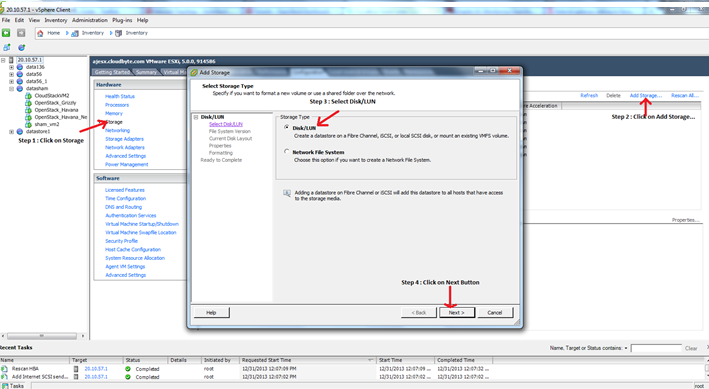 20.10.57.1 - vSphere Client
File Edit View Inventory Administration Plug-ins Help
Home Inventory Inventory
20.10.57.1
data136
data56
data56_1
datasham
CloudStackVM2
OpenStack_Grizzly
OpenStack_Havana
OpenStack_Havana_Ne
sham_vm2
datastore1
Step 1 : Click on Storage
ajesx.cloudbyte.com VMware ESXi, 5.0.0, 914586
Getting Started Summary Virtual Ma
Hardware
Health Status
Processors
Memory
Storage
Networking
Storage Adapters
Network Adapters
Advanced Settings
Power Management
Software
Licensed Features
Time Configuration
DNS and Routing
Authentication Services
Virtual Machine Startup/Shutdown
Virtual Machine Swapfile Location
Security Profile
Host Cache Configuration
System Resource Allocation
Agent VM Settings
Advanced Settings
Add Storage
Select Storage Type
Specify if you want to format a new volume or use a shared folder over the network.
Step 3 : Select Disk/LUN
Disk/LUN
Select Disk/LUN
File System Version
Current Disk Layout
Properties
Formatting
Ready to Complete
Storage Type
Disk/LUN
Create a datastore on a Fibre Channel, iSCSI, or local SCSI disk, or mount an existing VMFS volume.
Network File System
Choose this option if you want to create a Network File System.
Adding a datastore on Fibre Channel or iSCSI will add this datastore to all hosts that have access
to the storage media.
Step 4 : Click on Next Button
Help < Back Next > Cancel
Refresh Delete Add Storage... Rescan All...
Acceleration
Step 2 : Click on Add Storage...
Properties...
Recent Tasks
Name, Target or Status contains: Clear
Name Target Status Details Initiated by Requested Start Time Start Time Completed Time
Rescan HBA 20.10.57.1 Completed root 12/31/2013 12:07:09 PM 12/31/2013 12:07:09... 12/31/2013 12:07:32 ...
Add Internet SCSI send... 20.10.57.1 Completed root 12/31/2013 12:07:02 PM 12/31/2013 12:07:02... 12/31/2013 12:07:02 ...
Tasks
root